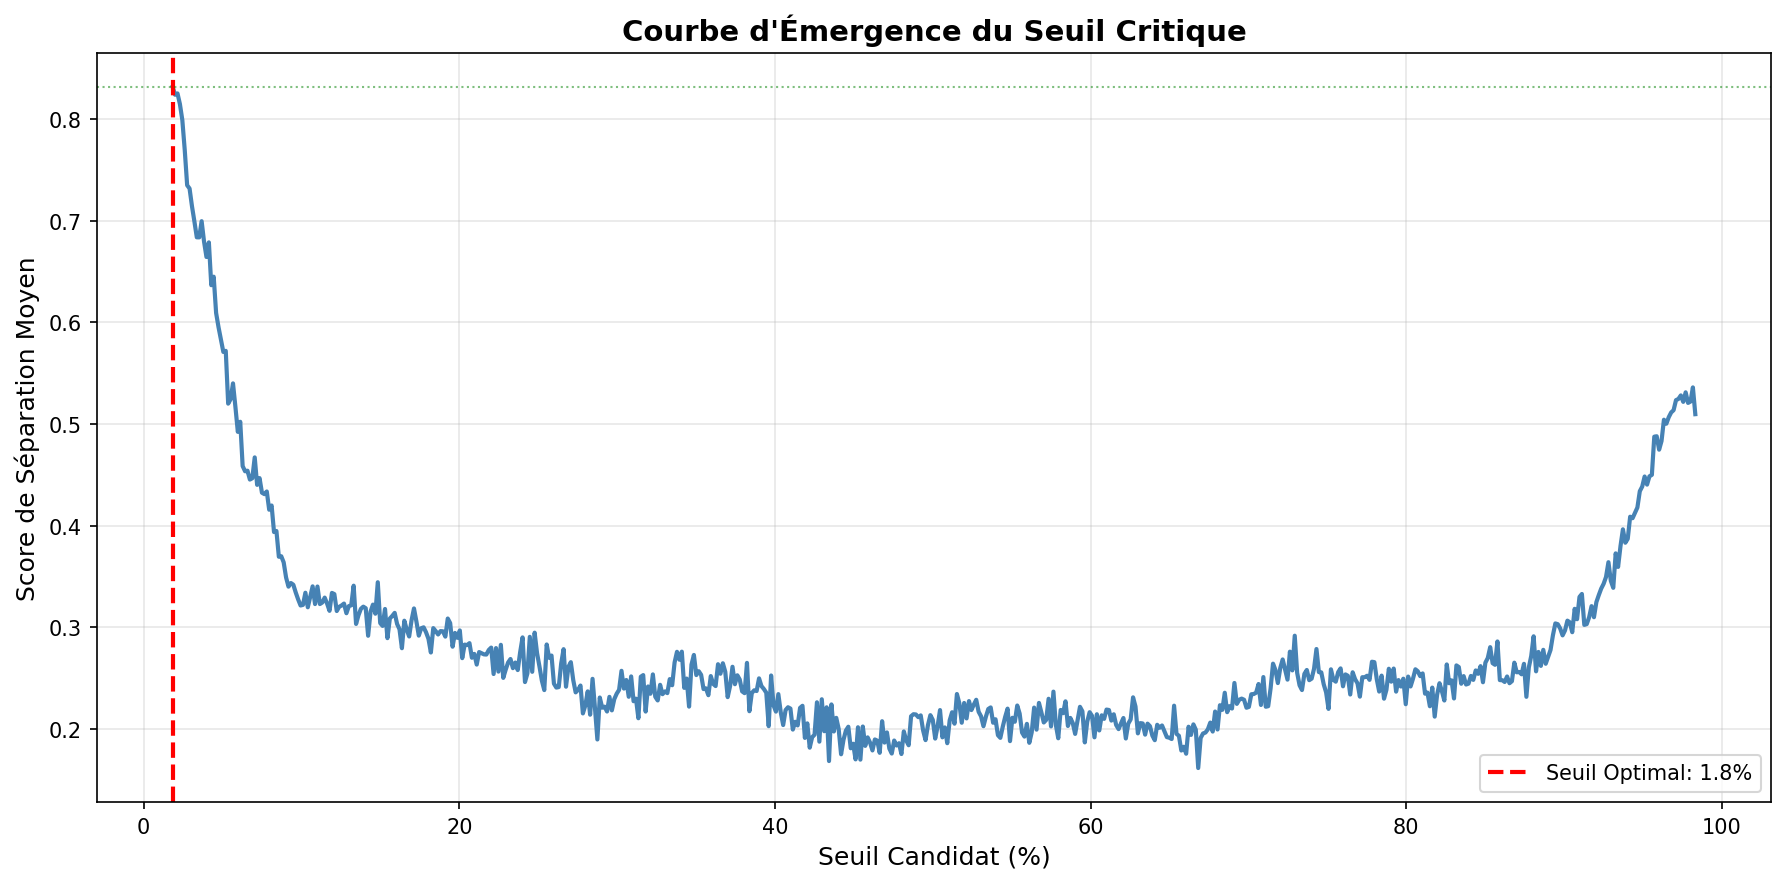 Courbe d'Émergence du Seuil Critique
Score de Séparation Moyen
0.8
0.7
0.6
0.5
0.4
0.3
0.2
Seuil Optimal: 1.8%
0 20 40 60 80 100
Seuil Candidat (%)